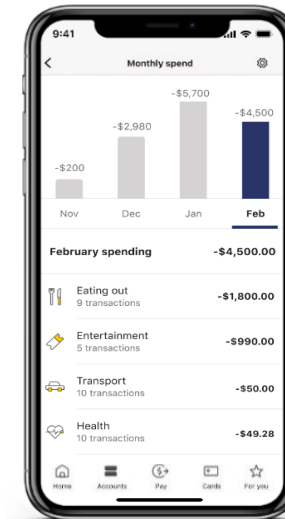 9:41
Monthly spend
-$5,700
-$4,500
-$2,980
-$200
Nov Dec Jan Feb
February spending -$4,500.00
Eating out
9 transactions
-$1,800.00
Entertainment
5 transactions
-$990.00
Transport
10 transactions
-$50.00
Health
10 transactions
-$49.28
Home Accounts Pay Cards For you